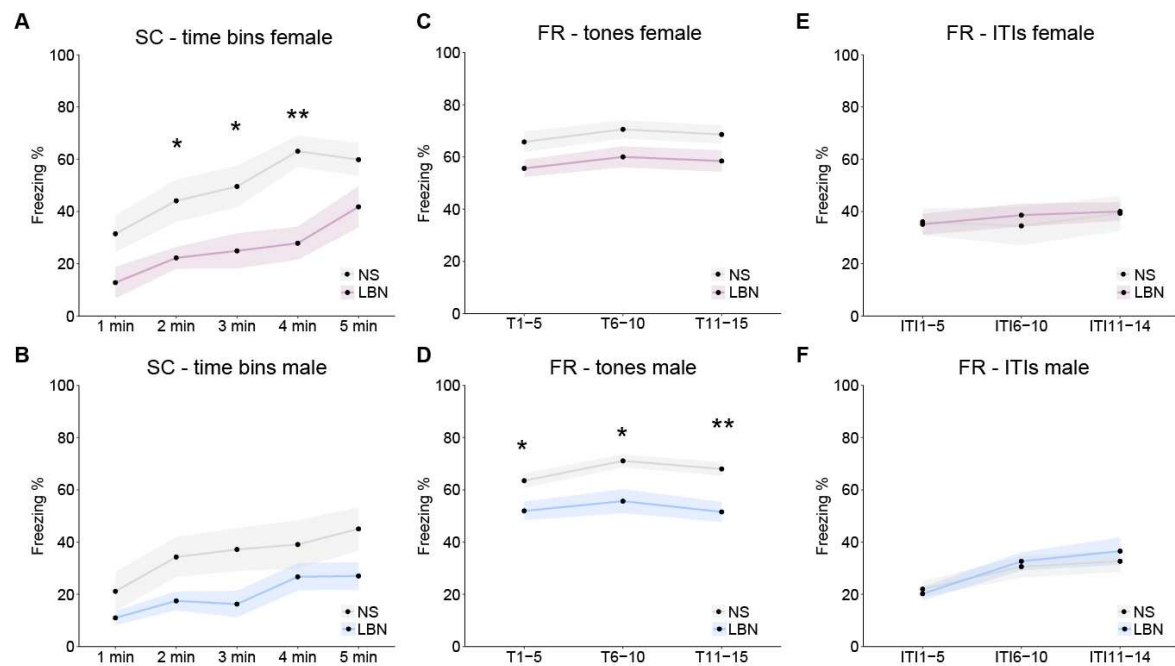 A
SC - time bins female
Freezing %
100
80
60
40
20
0
* * **
NS
LBN
1 min 2 min 3 min 4 min 5 min
C
FR - tones female
Freezing %
100
80
60
40
20
0
NS
LBN
T1−5 T6−10 T11−15
E
FR - ITIs female
Freezing %
100
80
60
40
20
0
NS
LBN
ITI1−5 ITI6−10 ITI11−14
B
SC - time bins male
Freezing %
100
80
60
40
20
0
NS
LBN
1 min 2 min 3 min 4 min 5 min
D
FR - tones male
Freezing %
100
80
60
40
20
0
* * **
NS
LBN
T1−5 T6−10 T11−15
F
FR - ITIs male
Freezing %
100
80
60
40
20
0
NS
LBN
ITI1−5 ITI6−10 ITI11−14